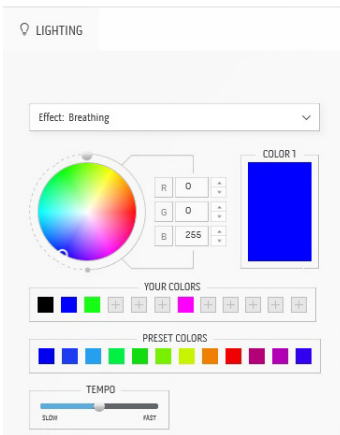 LIGHTING
Effect: Breathing
COLOR 1
R 0
G 0
B 255
YOUR COLORS
PRESET COLORS
TEMPO
SLOW FAST